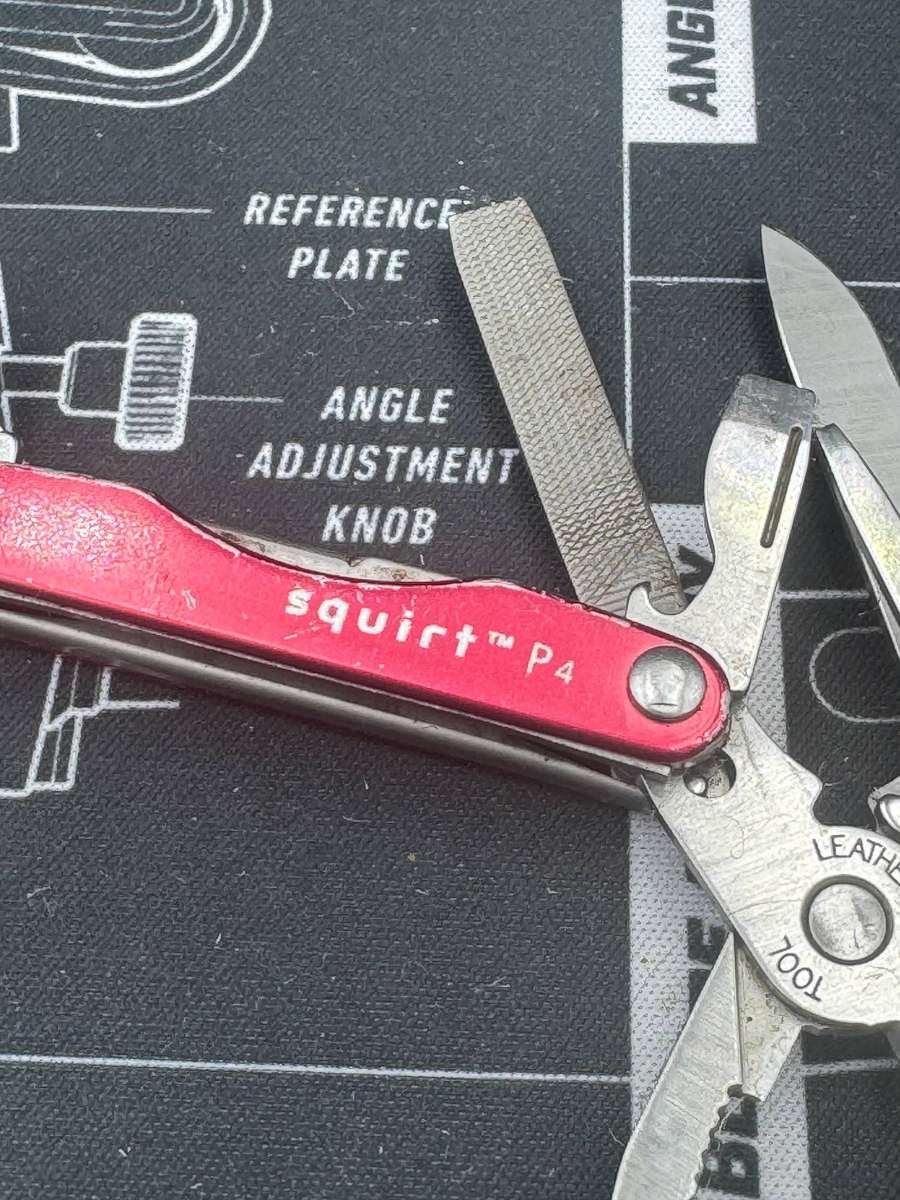 ANGL
REFERENCE
PLATE
ANGLE
ADJUSTMENT
KNOB
squirt™ P4
LEATHE
TOOL